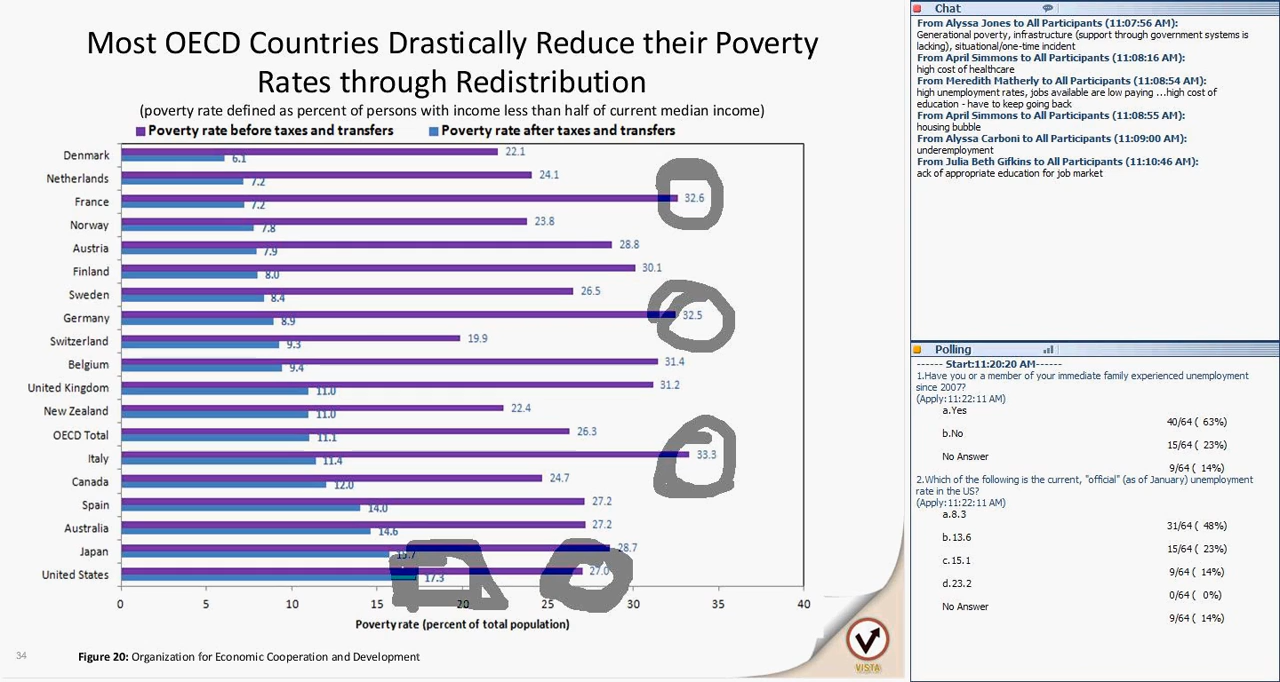 Most OECD Countries Drastically Reduce their Poverty
Rates through Redistribution
(poverty rate defined as percent of persons with income less than half of current median income)
Poverty rate before taxes and transfers Poverty rate after taxes and transfers
Denmark 22.1
6.1
Netherlands 24.1
7.2
France 32.6
7.2
Norway 23.8
7.8
Austria 28.8
7.9
Finland 30.1
8.0
Sweden 26.5
8.4
Germany 32.5
8.9
Switzerland 19.9
9.3
Belgium 31.4
9.4
United Kingdom 31.2
11.0
New Zealand 22.4
11.0
OECD Total 26.3
11.1
Italy 33.3
11.4
Canada 24.7
12.0
Spain 27.2
14.0
Australia 27.2
14.6
Japan 28.7
15.7
United States 27.0
17.3
0 5 10 15 20 25 30 35 40
Poverty rate (percent of total population)
34
Figure 20: Organization for Economic Cooperation and Development
VISTA
Chat
From Alyssa Jones to All Participants (11:07:56 AM):
Generational poverty, infrastructure (support through government systems is
lacking), situational/one-time incident
From April Simmons to All Participants (11:08:16 AM):
high cost of healthcare
From Meredith Matherly to All Participants (11:08:54 AM):
high unemployment rates, jobs available are low paying ...high cost of
education - have to keep going back
From April Simmons to All Participants (11:08:55 AM):
housing bubble
From Alyssa Carboni to All Participants (11:09:00 AM):
underemployment
From Julia Beth Gifkins to All Participants (11:10:46 AM):
ack of appropriate education for job market
Polling
------ Start:11:20:20 AM------
1.Have you or a member of your immediate family experienced unemployment
since 2007?
(Apply:11:22:11 AM)
a.Yes
40/64 ( 63%)
b.No
15/64 ( 23%)
No Answer
9/64 ( 14%)
2.Which of the following is the current, "official" (as of January) unemployment
rate in the US?
(Apply:11:22:11 AM)
a.8.3
31/64 ( 48%)
b.13.6
15/64 ( 23%)
c.15.1
9/64 ( 14%)
d.23.2
0/64 ( 0%)
No Answer
9/64 ( 14%)